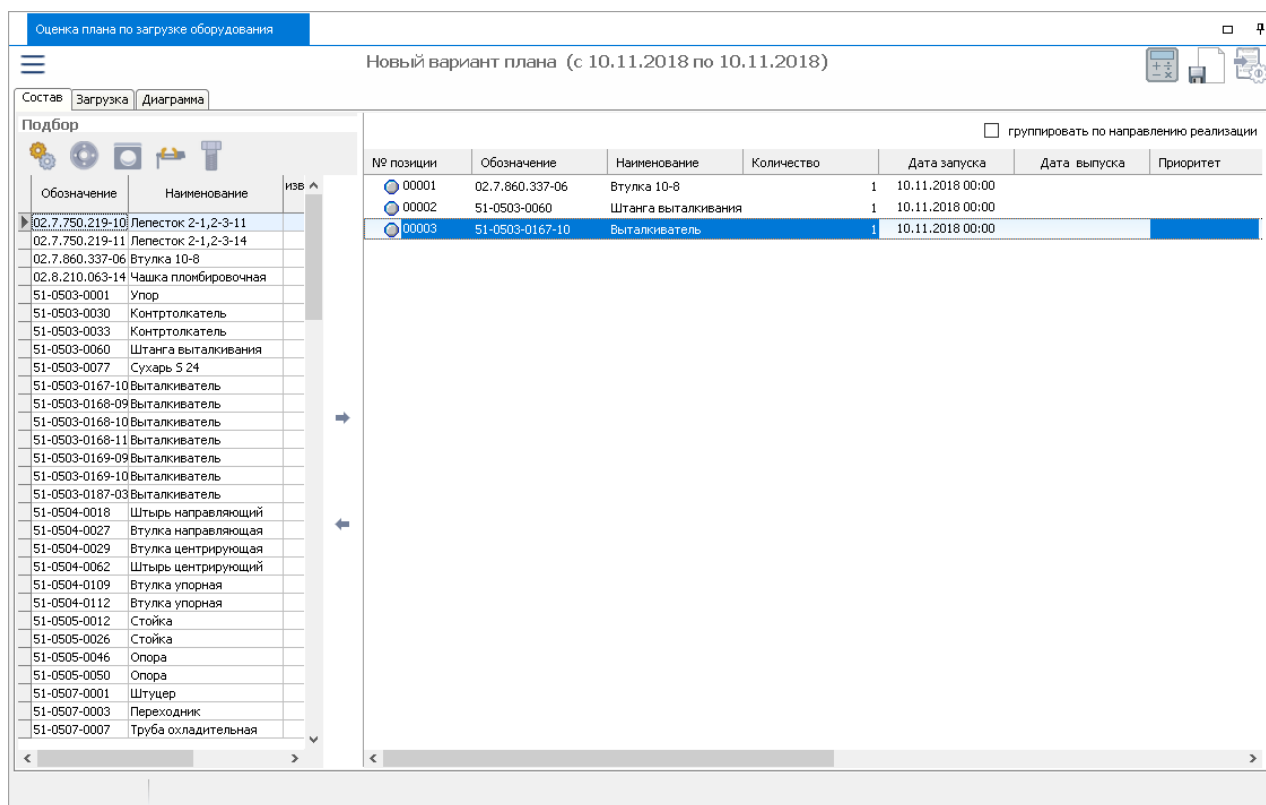 Оценка плана по загрузке оборудования
Новый вариант плана (с 10.11.2018 по 10.11.2018)
Состав Загрузка Диаграмма
Подбор
группировать по направлению реализации
Обозначение Наименование изв
№ позиции Обозначение Наименование Количество Дата запуска Дата выпуска Приоритет
00001 02.7.860.337-06 Втулка 10-8 1 10.11.2018 00:00
00002 51-0503-0060 Штанга выталкивания 1 10.11.2018 00:00
00003 51-0503-0167-10 Выталкиватель 1 10.11.2018 00:00
02.7.750.219-10 Лепесток 2-1,2-3-11
02.7.750.219-11 Лепесток 2-1,2-3-14
02.7.860.337-06 Втулка 10-8
02.8.210.063-14 Чашка пломбировочная
51-0503-0001 Упор
51-0503-0030 Контртолкатель
51-0503-0033 Контртолкатель
51-0503-0060 Штанга выталкивания
51-0503-0077 Сухарь S 24
51-0503-0167-10 Выталкиватель
51-0503-0168-09 Выталкиватель
51-0503-0168-10 Выталкиватель
51-0503-0168-11 Выталкиватель
51-0503-0169-09 Выталкиватель
51-0503-0169-10 Выталкиватель
51-0503-0187-03 Выталкиватель
51-0504-0018 Штырь направляющий
51-0504-0027 Втулка направляющая
51-0504-0029 Втулка центрирующая
51-0504-0062 Штырь центрирующий
51-0504-0109 Втулка упорная
51-0504-0112 Втулка упорная
51-0505-0012 Стойка
51-0505-0026 Стойка
51-0505-0046 Опора
51-0505-0050 Опора
51-0507-0001 Штуцер
51-0507-0003 Переходник
51-0507-0007 Труба охладительная